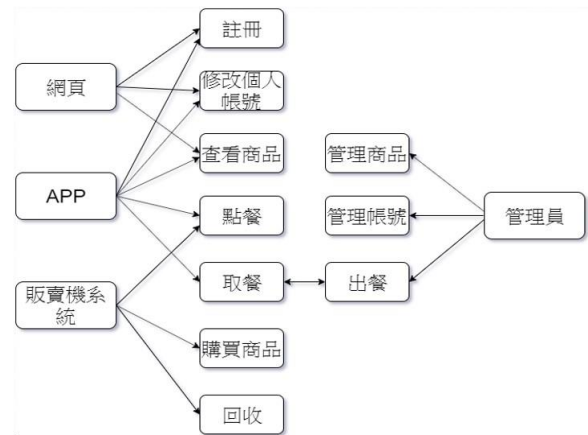 註冊
網頁
修改個人
帳號
查看商品
管理商品
APP
點餐
管理帳號
管理員
販賣機系
統
取餐
出餐
購買商品
回收